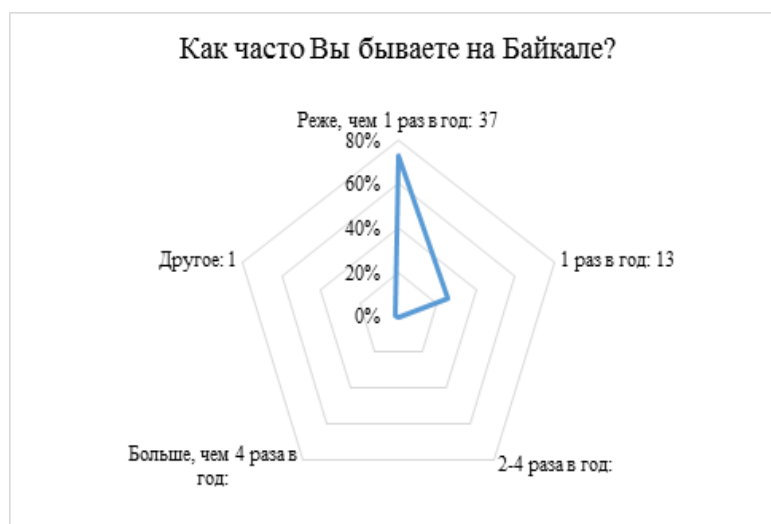 Как часто Вы бываете на Байкале?
Реже, чем 1 раз в год: 37
80%
60%
40%
20%
0%
Другое: 1
1 раз в год: 13
Больше, чем 4 раза в
год:
2-4 раза в год: